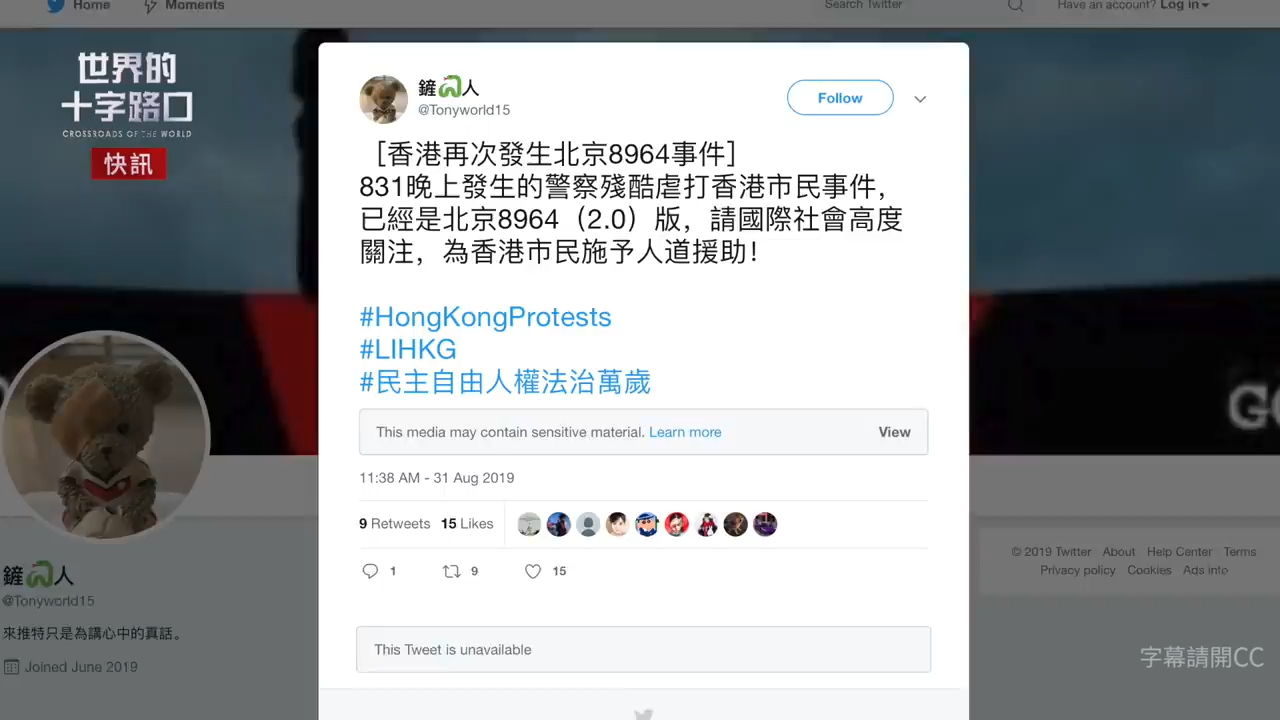 Home
Moments
Search Twitter
Have an account? Log in
世界的
十字路口
CROSSROADS OF THE WORLD
快訊
鏟🐍人
@Tonyworld15
Follow
［香港再次發生北京8964事件］
831晚上發生的警察殘酷虐打香港市民事件，
已經是北京8964（2.0）版，請國際社會高度
關注，為香港市民施予人道援助！
#HongKongProtests
#LIHKG
#民主自由人權法治萬歲
This media may contain sensitive material. Learn more
View
11:38 AM - 31 Aug 2019
9 Retweets 15 Likes
1 9 15
This Tweet is unavailable
鏟🐍人
@Tonyworld15
來推特只是為講心中的真話。
Joined June 2019
© 2019 Twitter About Help Center Terms
Privacy policy Cookies Ads info
字幕請開CC